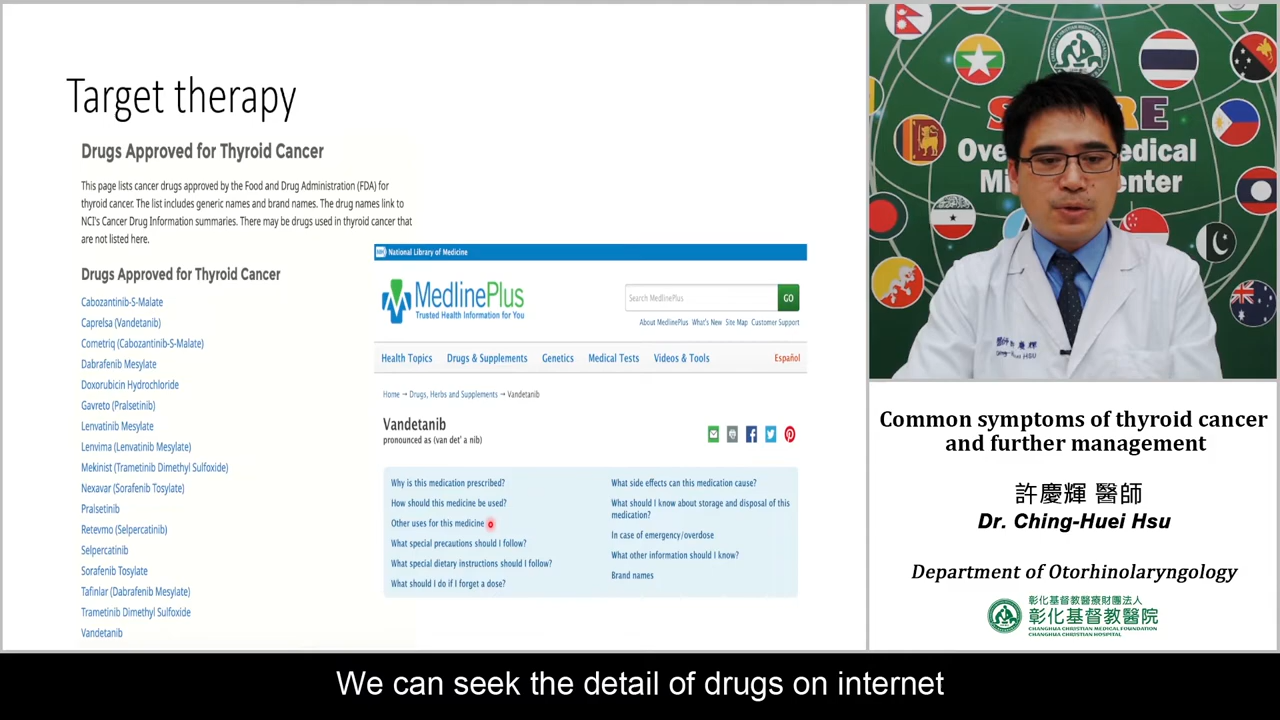 Target therapy
Drugs Approved for Thyroid Cancer
This page lists cancer drugs approved by the Food and Drug Administration (FDA) for
thyroid cancer. The list includes generic names and brand names. The drug names link to
NCI's Cancer Drug Information summaries. There may be drugs used in thyroid cancer that
are not listed here.
Drugs Approved for Thyroid Cancer
Cabozantinib-S-Malate
Caprelsa (Vandetanib)
Cometriq (Cabozantinib-S-Malate)
Dabrafenib Mesylate
Doxorubicin Hydrochloride
Gavreto (Pralsetinib)
Lenvatinib Mesylate
Lenvima (Lenvatinib Mesylate)
Mekinist (Trametinib Dimethyl Sulfoxide)
Nexavar (Sorafenib Tosylate)
Pralsetinib
Retevmo (Selpercatinib)
Selpercatinib
Sorafenib Tosylate
Tafinlar (Dabrafenib Mesylate)
Trametinib Dimethyl Sulfoxide
Vandetanib
National Library of Medicine
MedlinePlus
Trusted Health Information for You
Search MedlinePlus
GO
About MedlinePlus What's New Site Map Customer Support
Health Topics Drugs & Supplements Genetics Medical Tests Videos & Tools Español
Home → Drugs, Herbs and Supplements → Vandetanib
Vandetanib
pronounced as (van det' a nib)
Why is this medication prescribed?
How should this medicine be used?
Other uses for this medicine
What special precautions should I follow?
What special dietary instructions should I follow?
What should I do if I forget a dose?
What side effects can this medication cause?
What should I know about storage and disposal of this
medication?
In case of emergency/overdose
What other information should I know?
Brand names
Common symptoms of thyroid cancer
and further management
許慶輝 醫師
Dr. Ching-Huei Hsu
Department of Otorhinolaryngology
彰化基督教醫療財團法人
彰化基督教醫院
CHANGHUA CHRISTIAN MEDICAL FOUNDATION
CHANGHUA CHRISTIAN HOSPITAL
We can seek the detail of drugs on internet